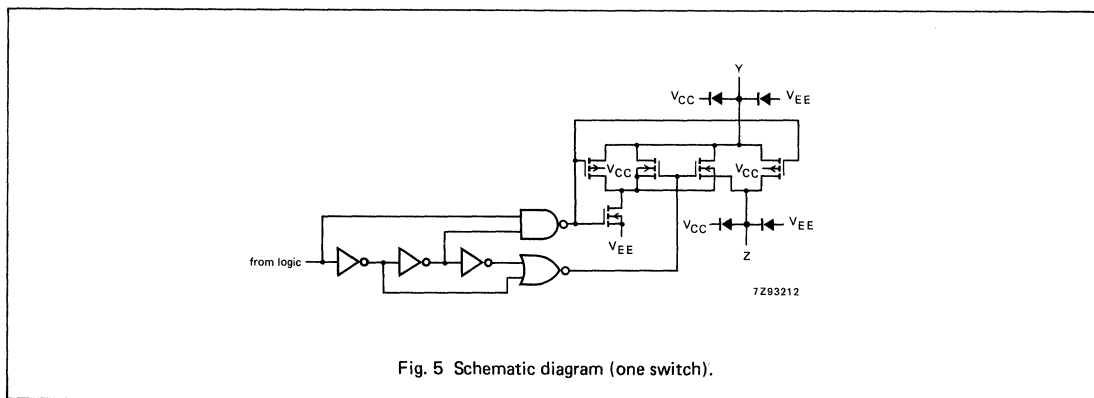 Y
VCC VEE
VCC VCC
VEE
VCC VEE
Z
from logic
7Z93212
Fig. 5 Schematic diagram (one switch).